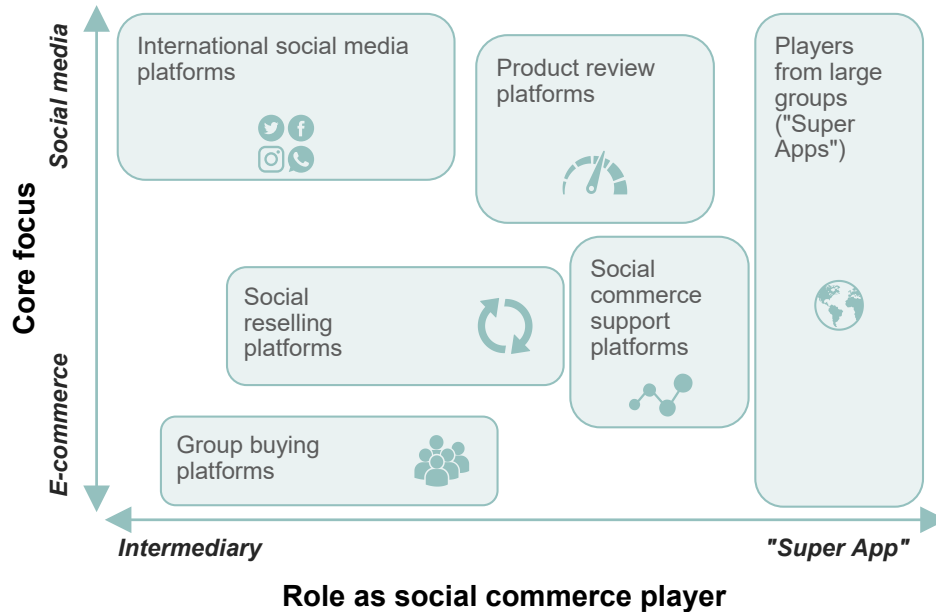 Core focus
Social media
E-commerce
International social media
platforms
Product review
platforms
Players
from large
groups
("Super
Apps")
Social
reselling
platforms
Social
commerce
support
platforms
Group buying
platforms
Intermediary
"Super App"
Role as social commerce player